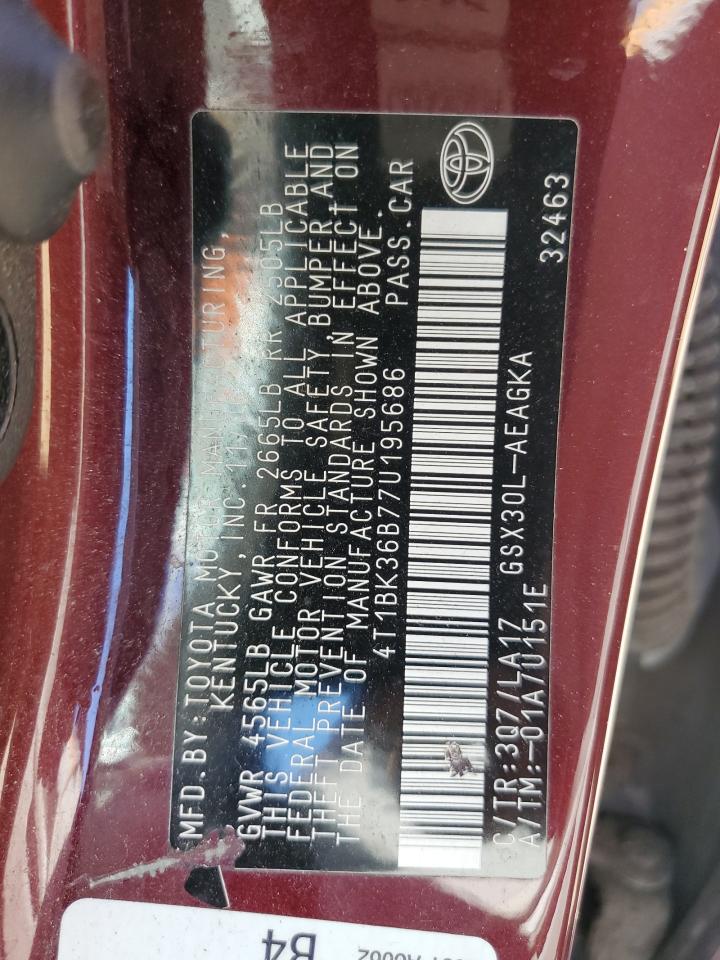 MFD.BY:TOYOTA MOTOR MANUFACTURING,
KENTUCKY,INC.
GVWR 4565LB GAWR FR 2665LB RR 2505LB
THIS VEHICLE CONFORMS TO ALL APPLICABLE
FEDERAL MOTOR VEHICLE SAFETY, BUMPER, AND
THEFT PREVENTION STANDARDS IN EFFECT ON
THE DATE OF MANUFACTURE SHOWN ABOVE.
4T1BK36B77U195686 PASS.CAR
C/TR:3Q7/LA17 GSX30L-AEAGKA
A/TM:-01A/U0151E
32463
B4